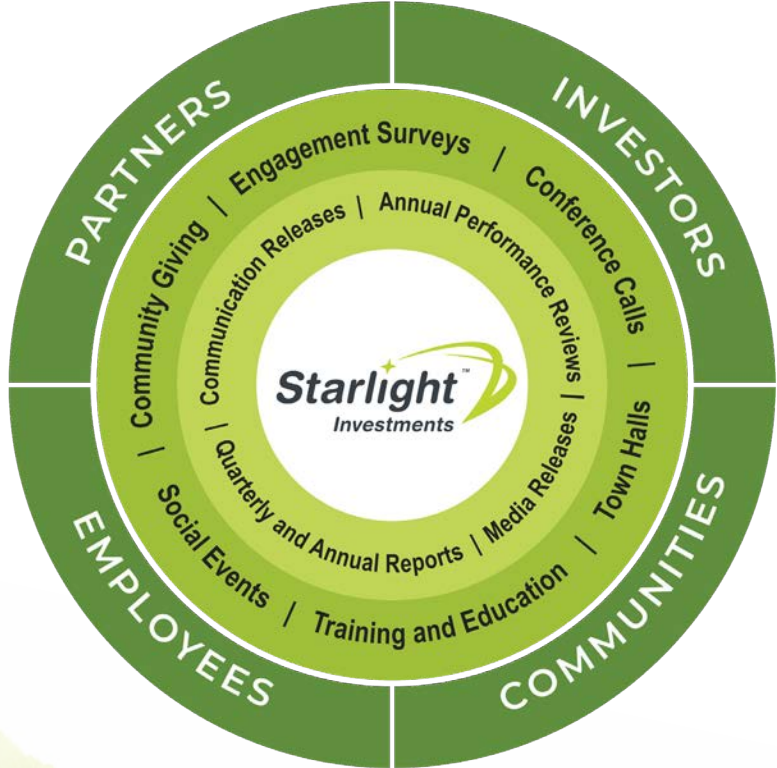 PARTNERS
INVESTORS
COMMUNITIES
EMPLOYEES
Engagement Surveys | Conference Calls | Town Halls | Training and Education | Social Events | Community Giving |
Annual Performance Reviews | Media Releases | Quarterly and Annual Reports | Communication Releases |
Starlight™
Investments